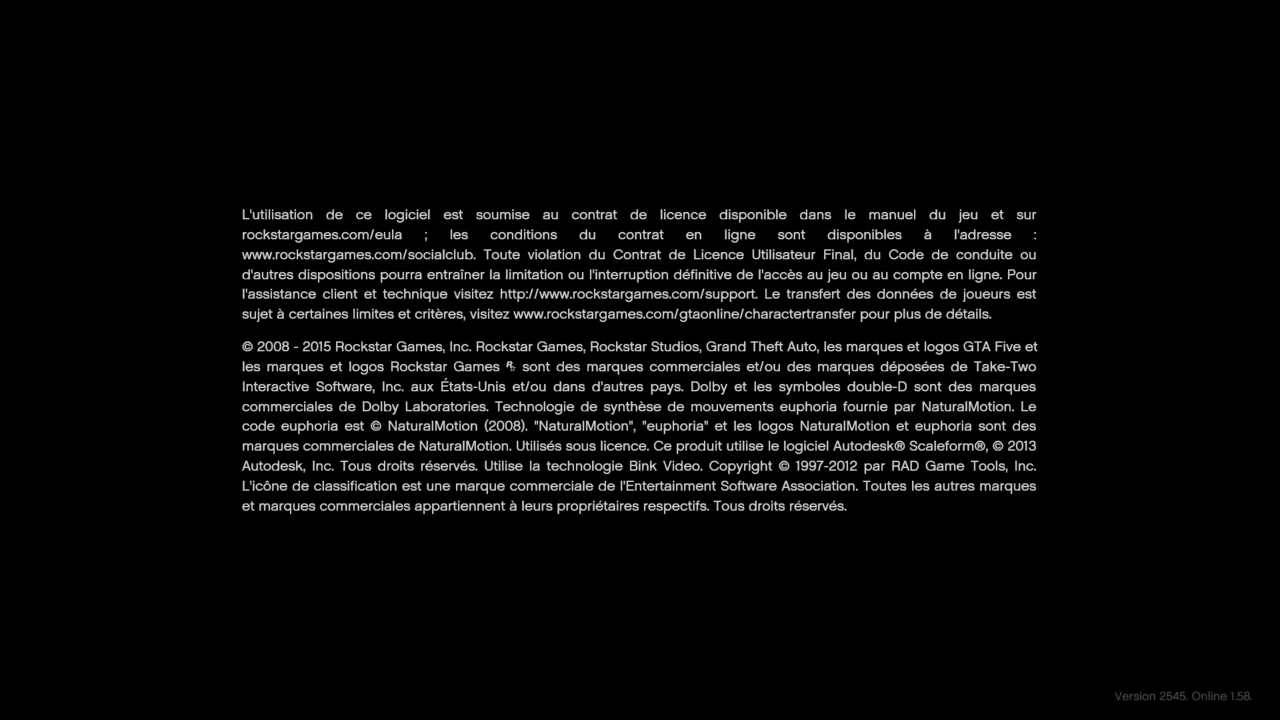 L'utilisation de ce logiciel est soumise au contrat de licence disponible dans le manuel du jeu et sur
rockstargames.com/eula ; les conditions du contrat en ligne sont disponibles à l'adresse :
www.rockstargames.com/socialclub. Toute violation du Contrat de Licence Utilisateur Final, du Code de conduite ou
d'autres dispositions pourra entraîner la limitation ou l'interruption définitive de l'accès au jeu ou au compte en ligne. Pour
l'assistance client et technique visitez http://www.rockstargames.com/support. Le transfert des données de joueurs est
sujet à certaines limites et critères, visitez www.rockstargames.com/gtaonline/charactertransfer pour plus de détails.
© 2008 - 2015 Rockstar Games, Inc. Rockstar Games, Rockstar Studios, Grand Theft Auto, les marques et logos GTA Five et
les marques et logos Rockstar Games R* sont des marques commerciales et/ou des marques déposées de Take-Two
Interactive Software, Inc. aux États-Unis et/ou dans d'autres pays. Dolby et les symboles double-D sont des marques
commerciales de Dolby Laboratories. Technologie de synthèse de mouvements euphoria fournie par NaturalMotion. Le
code euphoria est © NaturalMotion (2008). "NaturalMotion", "euphoria" et les logos NaturalMotion et euphoria sont des
marques commerciales de NaturalMotion. Utilisés sous licence. Ce produit utilise le logiciel Autodesk® Scaleform®, © 2013
Autodesk, Inc. Tous droits réservés. Utilise la technologie Bink Video. Copyright © 1997-2012 par RAD Game Tools, Inc.
L'icône de classification est une marque commerciale de l'Entertainment Software Association. Toutes les autres marques
et marques commerciales appartiennent à leurs propriétaires respectifs. Tous droits réservés.
Version 2545. Online 1.58.